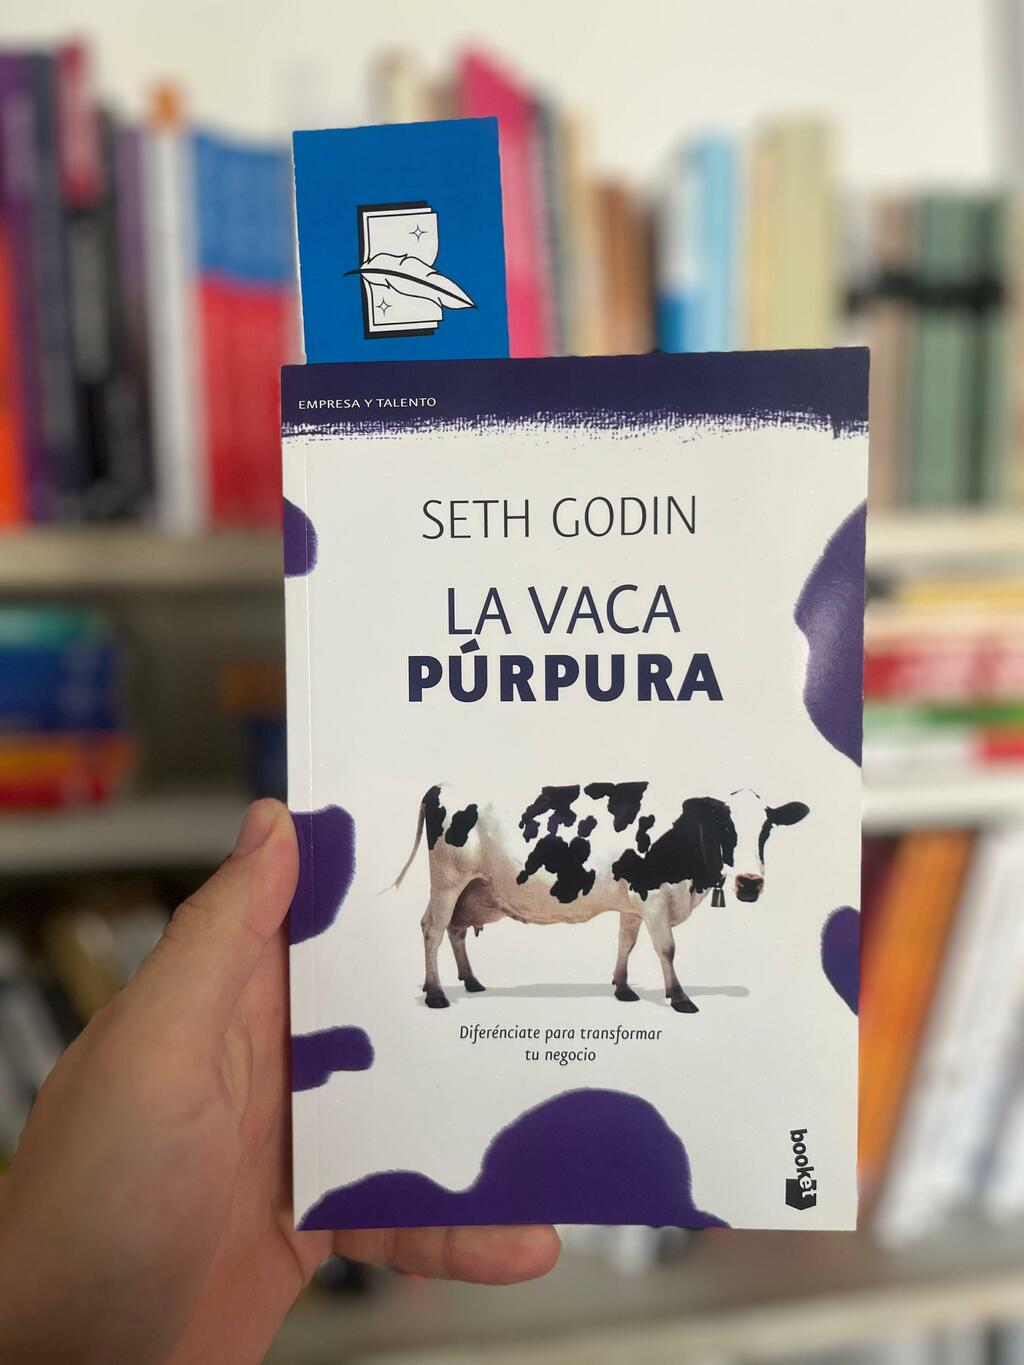 EMPRESA Y TALENTO
SETH GODIN
LA VACA
PÚRPURA
Diferénciate para transformar
tu negocio
booket